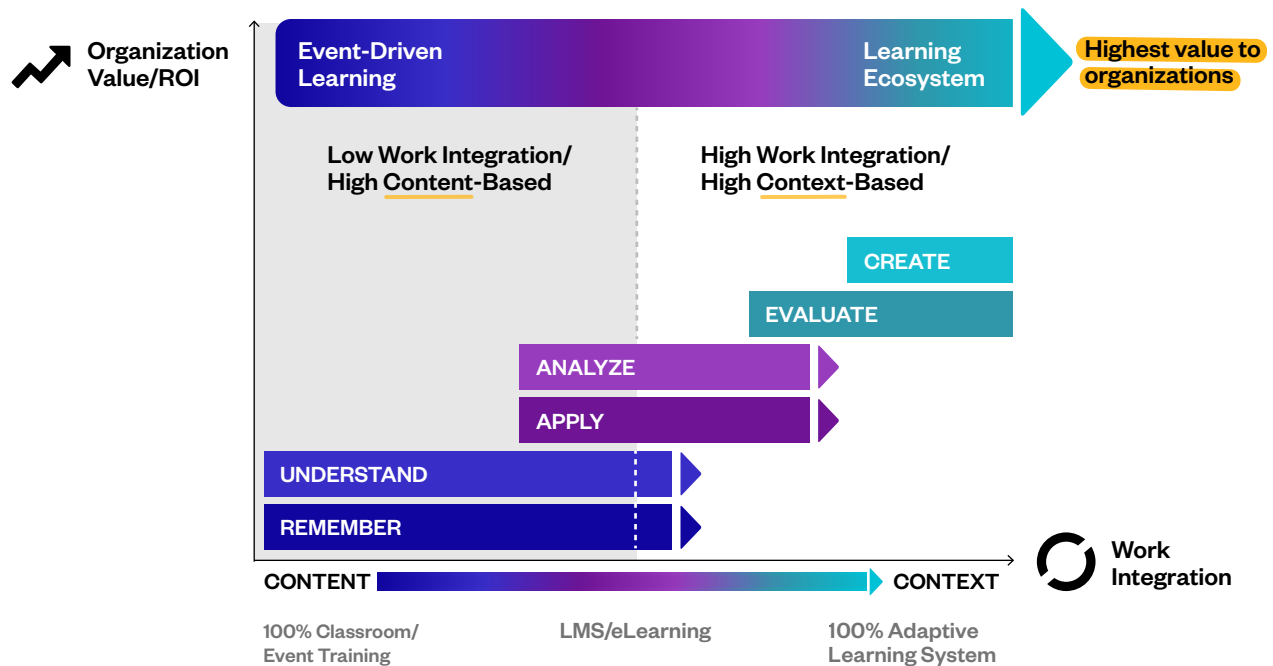 Organization
Value/ROI
Event-Driven
Learning
Learning
Ecosystem
Highest value to
organizations
Low Work Integration/
High Content-Based
High Work Integration/
High Context-Based
CREATE
EVALUATE
ANALYZE
APPLY
UNDERSTAND
REMEMBER
Work
Integration
CONTENT
CONTEXT
100% Classroom/
Event Training
LMS/eLearning
100% Adaptive
Learning System